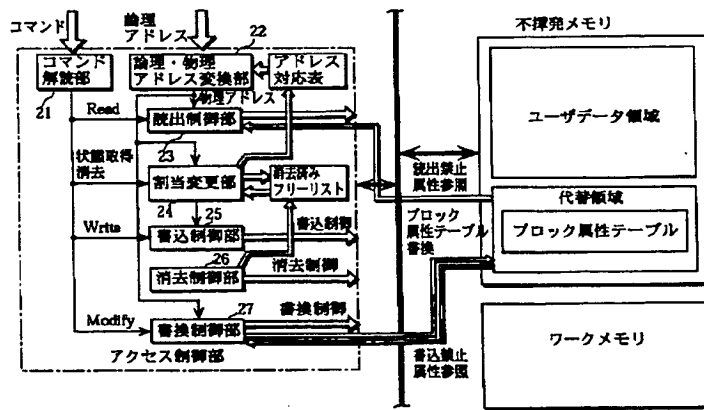 コマンド
論理
アドレス
22
コマンド
解読部
論理・物理
アドレス変換部
アドレス
対応表
21
物理アドレス
Read
読出制御部
23
状態取得
消去
割当変更部
消去済み
フリーリスト
24
25
Write
書込制御部
書込制御
26
消去制御部
消去制御
27
Modify
書換制御部
書換制御
アクセス制御部
不揮発メモリ
ユーザデータ領域
読出禁止
属性参照
代替領域
ブロック
属性テーブル
書換
ブロック属性テーブル
書込禁止
属性参照
ワークメモリ